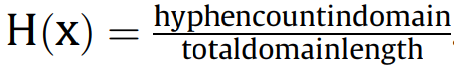 H(x) = hyphencountindomain
totaldomainlength